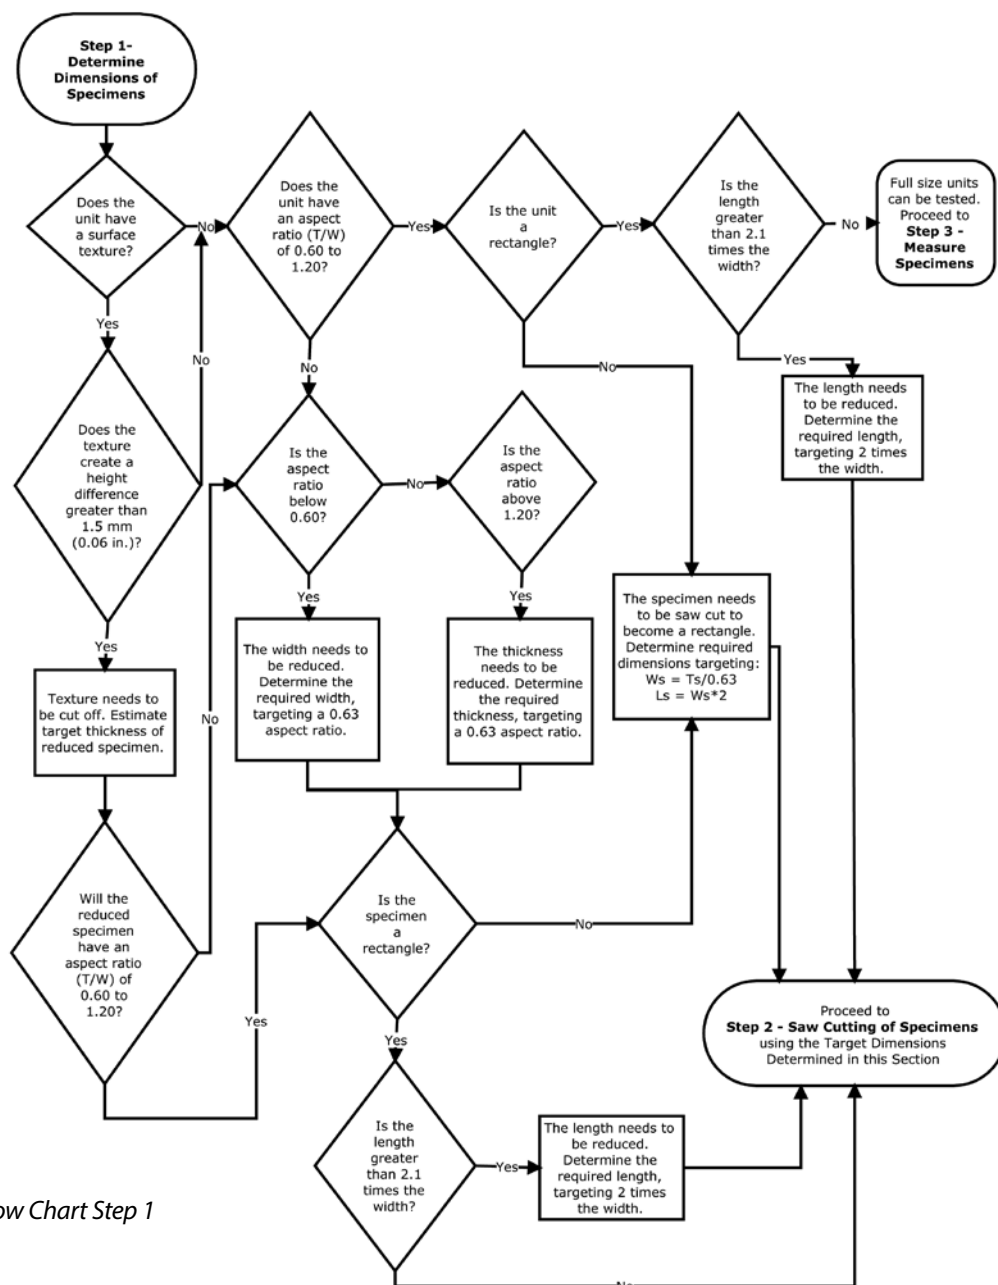 Step 1-
Determine
Dimensions of
Specimens
Does the
unit have
a surface
texture?
No
Does the
unit have
an aspect
ratio (T/W)
of 0.60 to
1.20?
Yes
Is the unit
a
rectangle?
Yes
Is the
length
greater
than 2.1
times the
width?
No
Full size units
can be tested.
Proceed to
Step 3 -
Measure
Specimens
Yes
No
No
No
Yes
Does the
texture
create a
height
difference
greater than
1.5 mm
(0.06 in.)?
Is the
aspect
ratio
below
0.60?
No
Is the
aspect
ratio
above
1.20?
The length needs
to be reduced.
Determine the
required length,
targeting 2 times
the width.
Yes
Yes
Yes
Texture needs to
be cut off. Estimate
target thickness of
reduced specimen.
No
The width needs to
be reduced.
Determine the
required width,
targeting a 0.63
aspect ratio.
The thickness
needs to be
reduced. Determine
the required
thickness, targeting
a 0.63 aspect ratio.
The specimen needs
to be saw cut to
become a rectangle.
Determine required
dimensions targeting:
Ws = Ts/0.63
Ls = Ws*2
Will the
reduced
specimen
have an
aspect ratio
(T/W) of
0.60 to
1.20?
Yes
Is the
specimen
a
rectangle?
No
Yes
Proceed to
Step 2 - Saw Cutting of Specimens
using the Target Dimensions
Determined in this Section
Is the
length
greater
than 2.1
times the
width?
Yes
The length needs to
be reduced.
Determine the
required length,
targeting 2 times
the width.
Chart Step 1